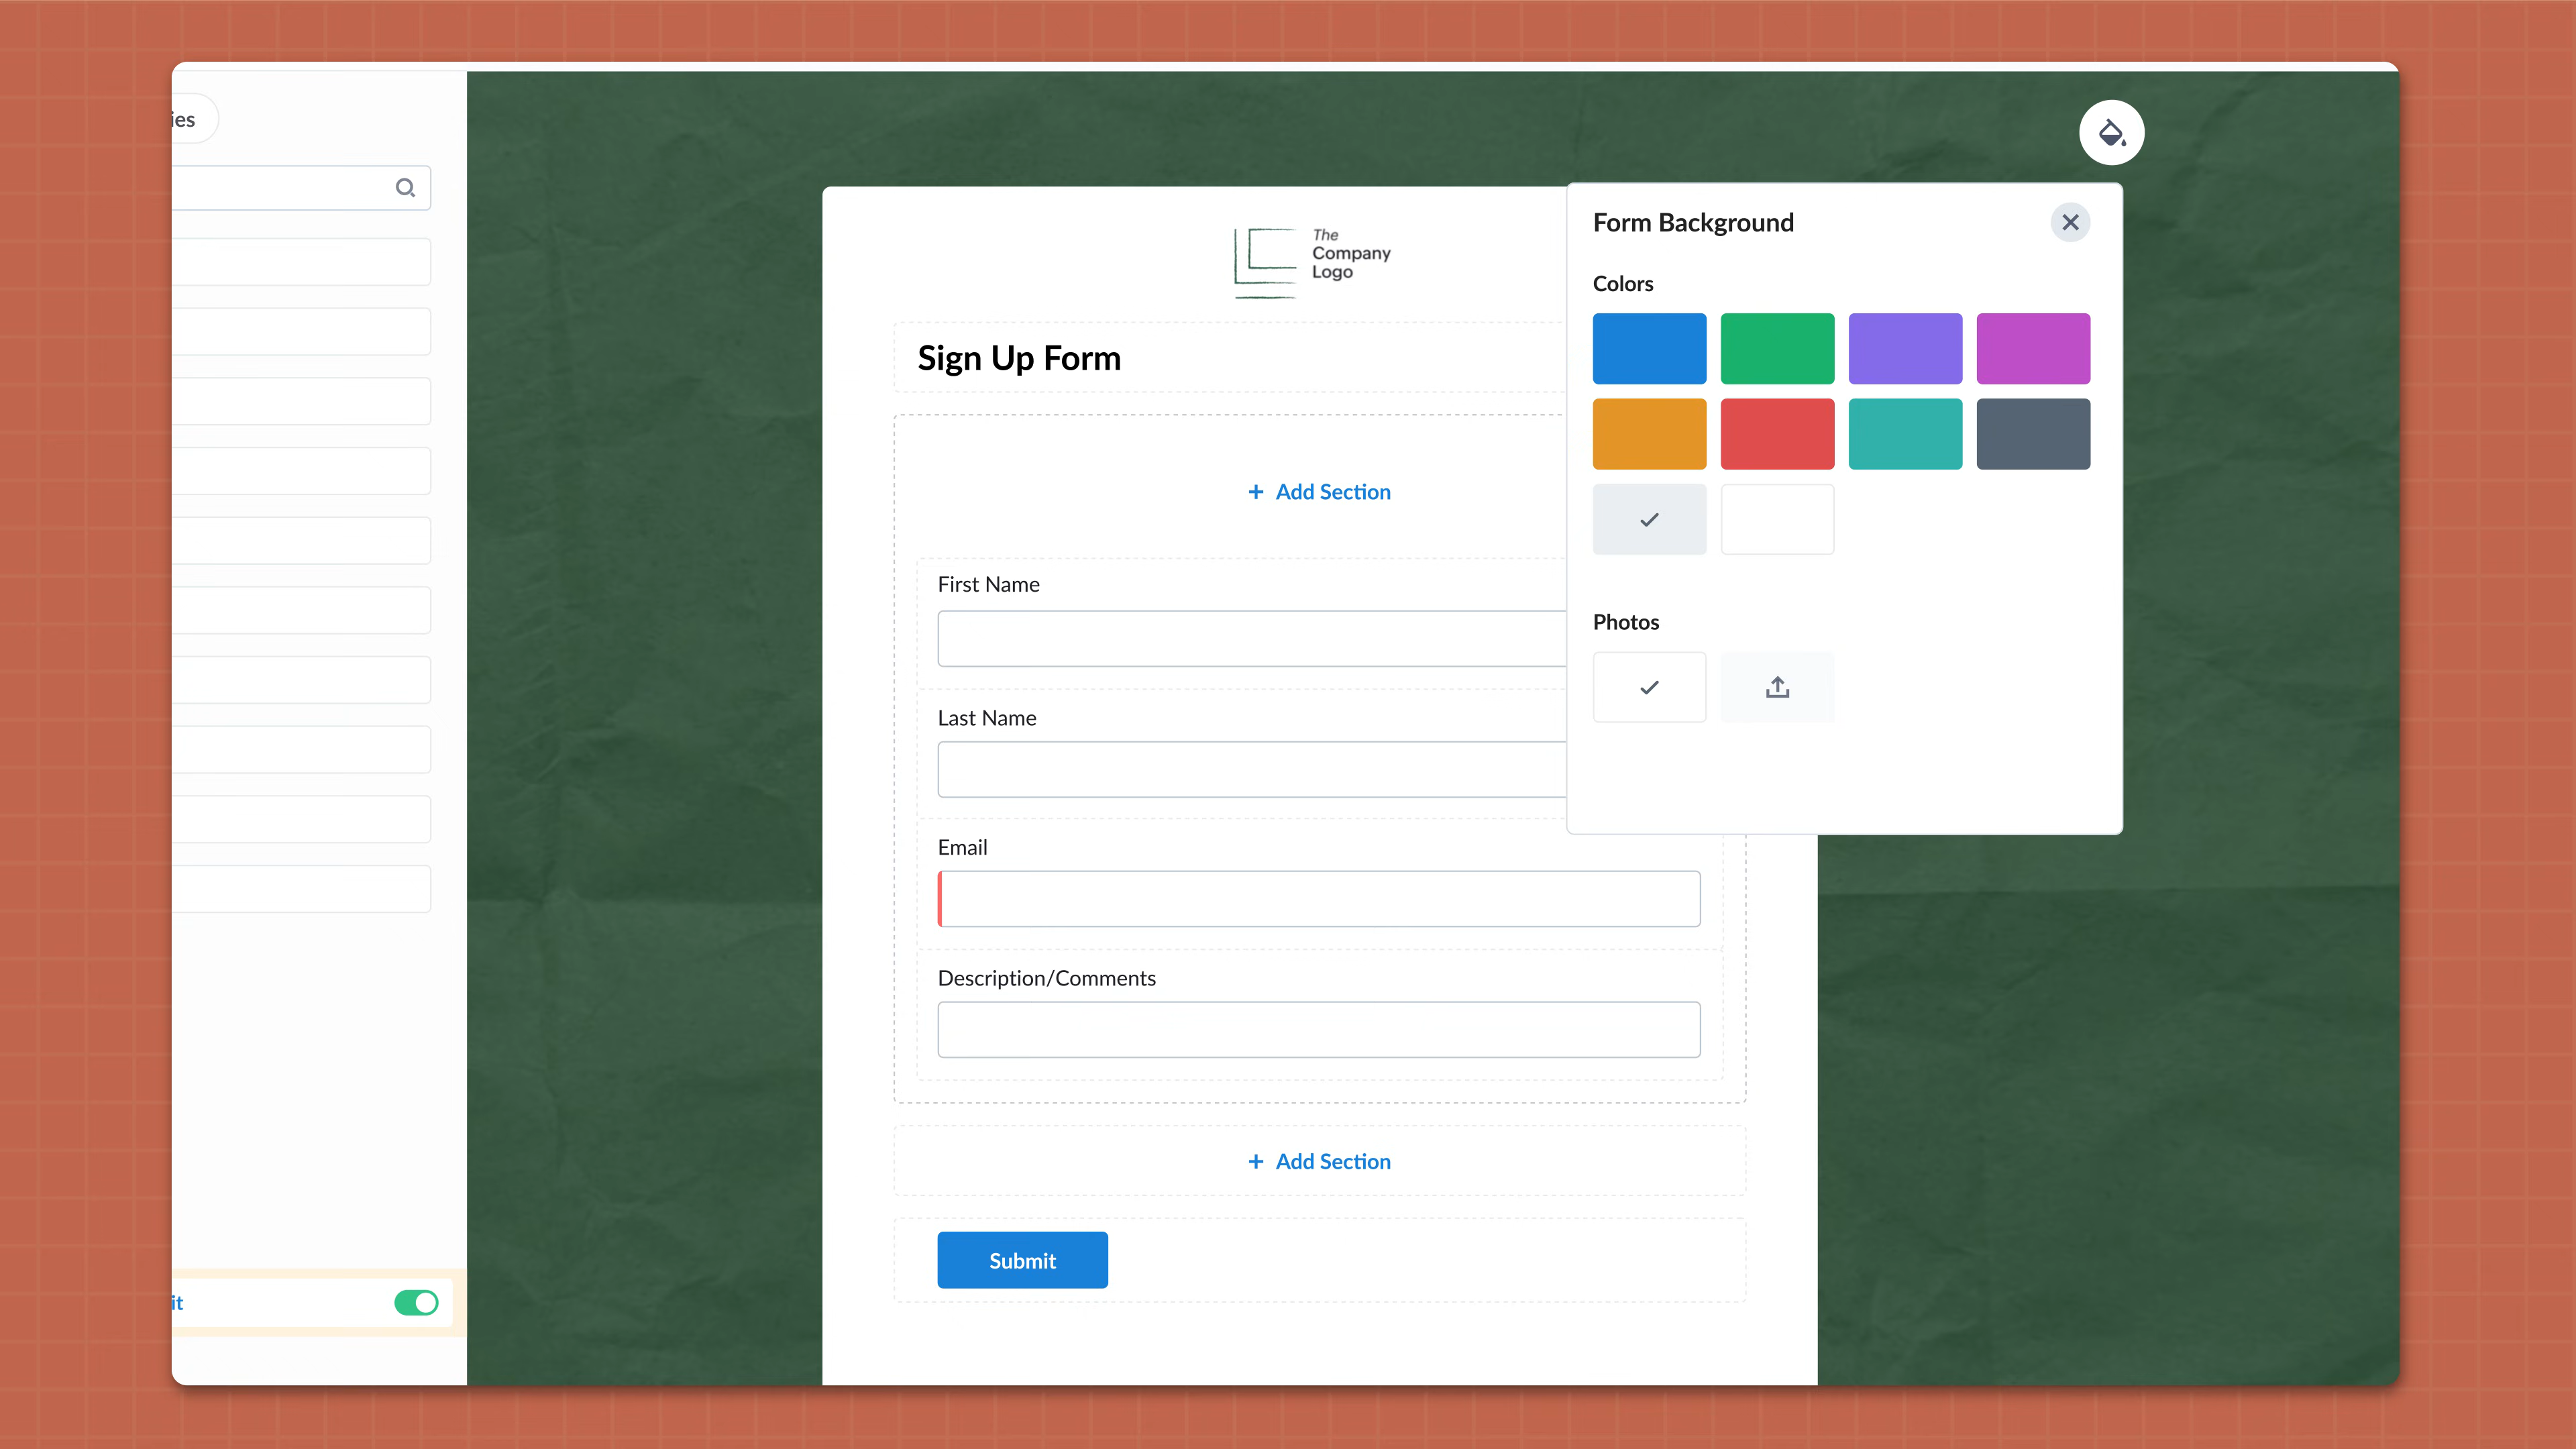 ies
The
Company
Logo
Sign Up Form
+ Add Section
First Name
Last Name
Email
Description/Comments
+ Add Section
Submit
Form Background
Colors
Photos
it